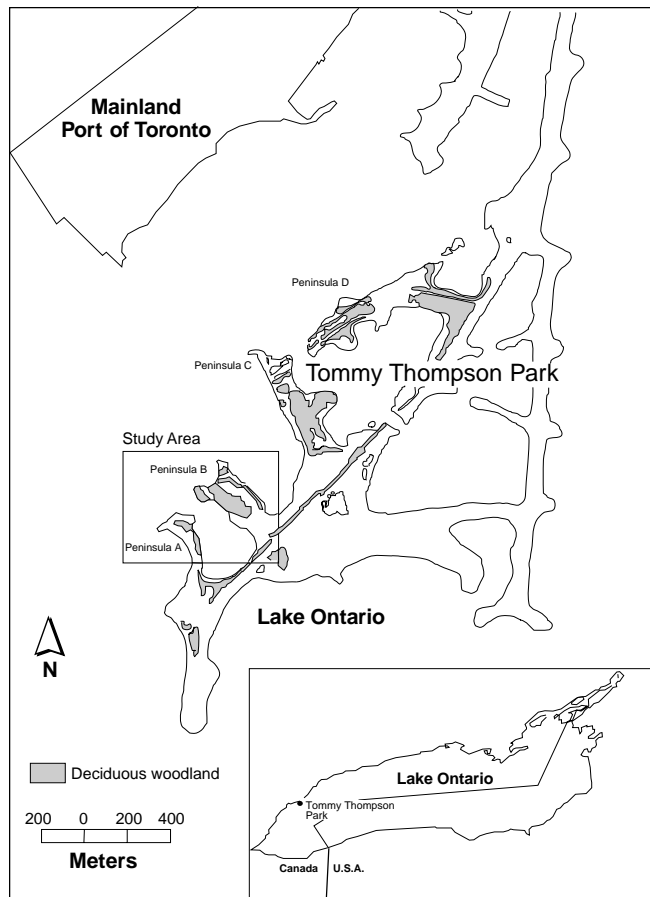 Mainland
Port of Toronto
Peninsula D
Peninsula C
Tommy Thompson Park
Study Area
Peninsula B
Peninsula A
Lake Ontario
N
Deciduous woodland
200 0 200 400
Meters
Lake Ontario
Tommy Thompson
Park
Canada U.S.A.